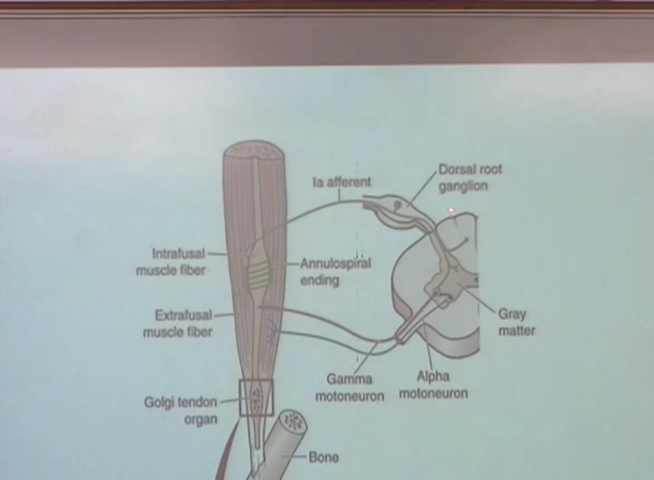 Dorsal root
ganglion
Ia afferent
Intrafusal
muscle fiber
Annulospiral
ending
Extrafusal
muscle fiber
Gray
matter
Gamma
motoneuron
Alpha
motoneuron
Golgi tendon
organ
Bone